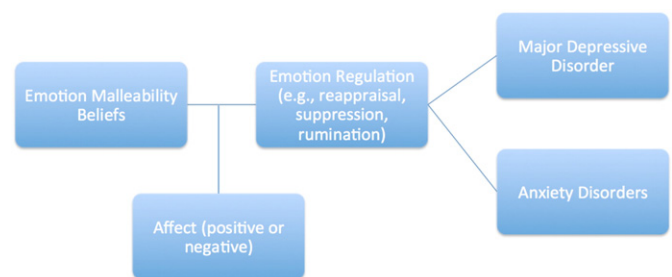 Emotion Malleability
Beliefs
Emotion Regulation
(e.g., reappraisal,
suppression,
rumination)
Major Depressive
Disorder
Anxiety Disorders
Affect (positive or
negative)